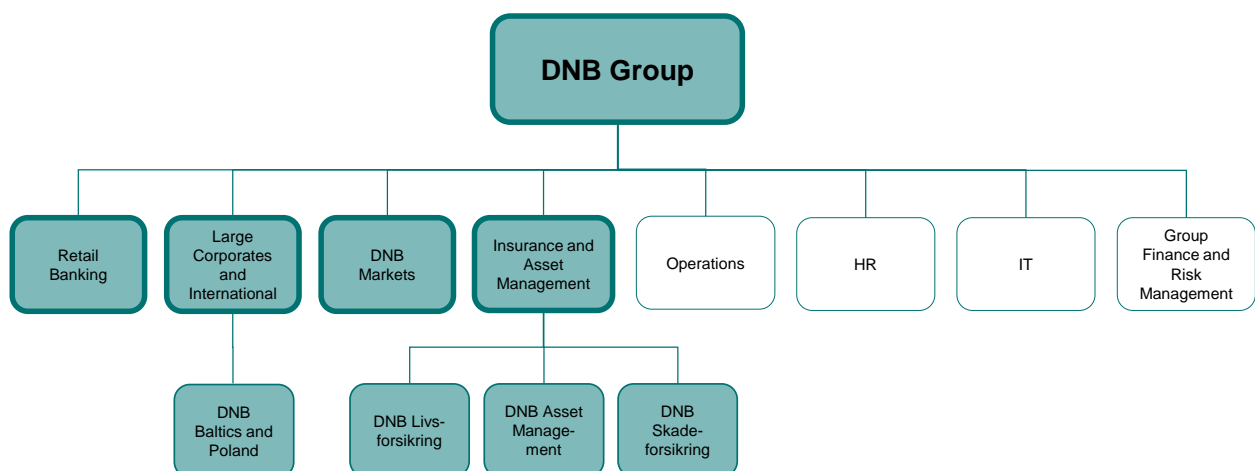 DNB Group
Retail
Banking
Large
Corporates
and
International
DNB
Markets
Insurance and
Asset
Management
Operations
HR
IT
Group
Finance and
Risk
Management
DNB
Baltics and
Poland
DNB Livs-
forsikring
DNB Asset
Manage-
ment
DNB
Skade-
forsikring